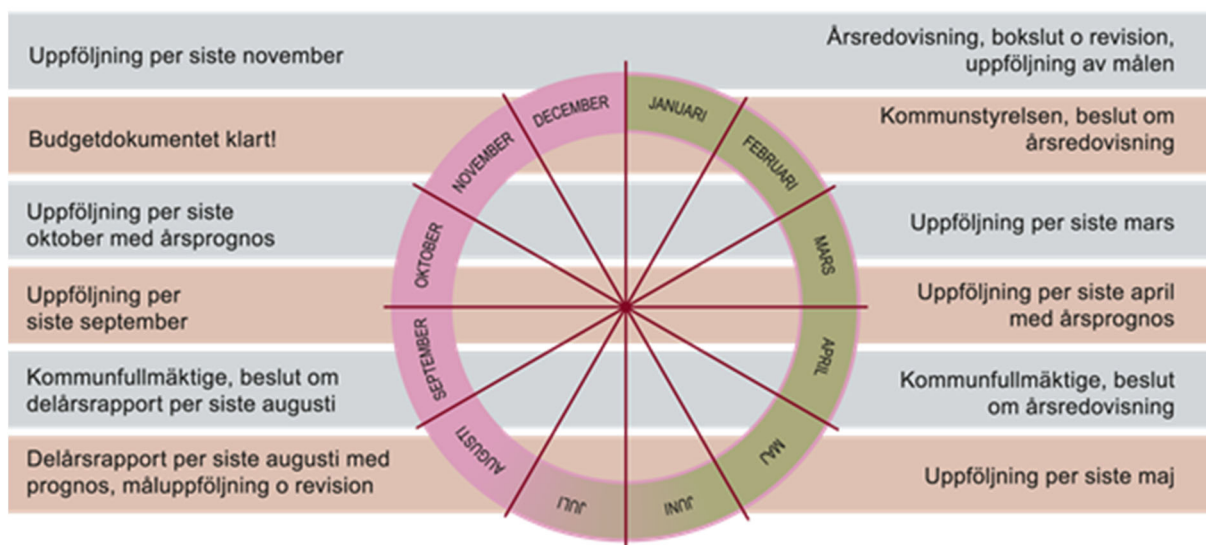 Uppföljning per siste november
Budgetdokumentet klart!
Uppföljning per siste
oktober med årsprognos
Uppföljning per
siste september
Kommunfullmäktige, beslut om
delårsrapport per siste augusti
Delårsrapport per siste augusti med
prognos, måluppföljning o revision
JANUARI
FEBRUARI
MARS
APRIL
MAJ
JUNI
JULI
AUGUSTI
SEPTEMBER
OKTOBER
NOVEMBER
DECEMBER
Årsredovisning, bokslut o revision,
uppföljning av målen
Kommunstyrelsen, beslut om
årsredovisning
Uppföljning per siste mars
Uppföljning per siste april
med årsprognos
Kommunfullmäktige, beslut
om årsredovisning
Uppföljning per siste maj